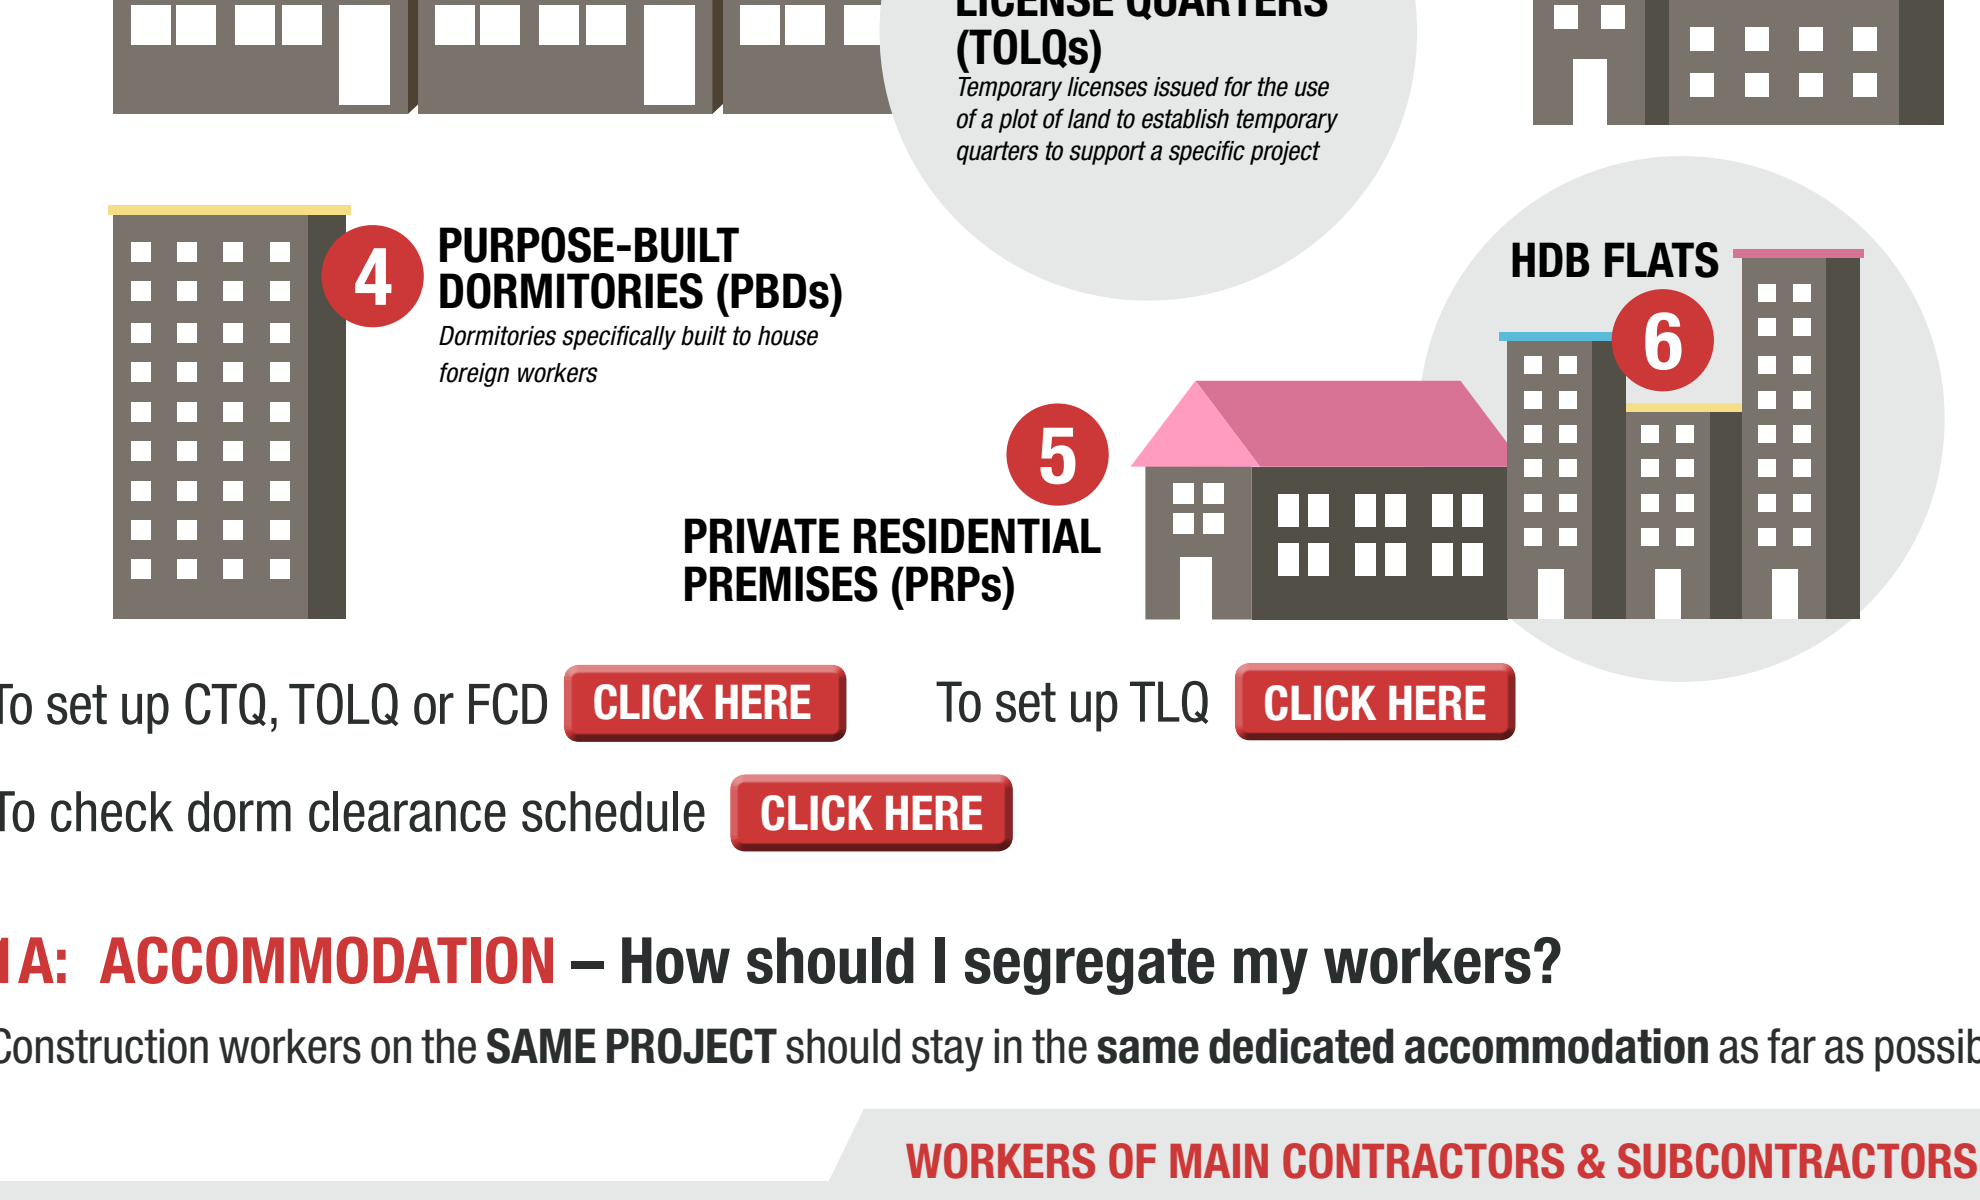 LICENSE QUARTERS
(TOLQs)
Temporary licenses issued for the use
of a plot of land to establish temporary
quarters to support a specific project
4
PURPOSE-BUILT
DORMITORIES (PBDs)
Dormitories specifically built to house
foreign workers
HDB FLATS
6
5
PRIVATE RESIDENTIAL
PREMISES (PRPs)
To set up CTQ, TOLQ or FCD CLICK HERE
To set up TLQ CLICK HERE
To check dorm clearance schedule CLICK HERE
1A: ACCOMMODATION – How should I segregate my workers?
Construction workers on the SAME PROJECT should stay in the same dedicated accommodation as far as possib
WORKERS OF MAIN CONTRACTORS & SUBCONTRACTORS